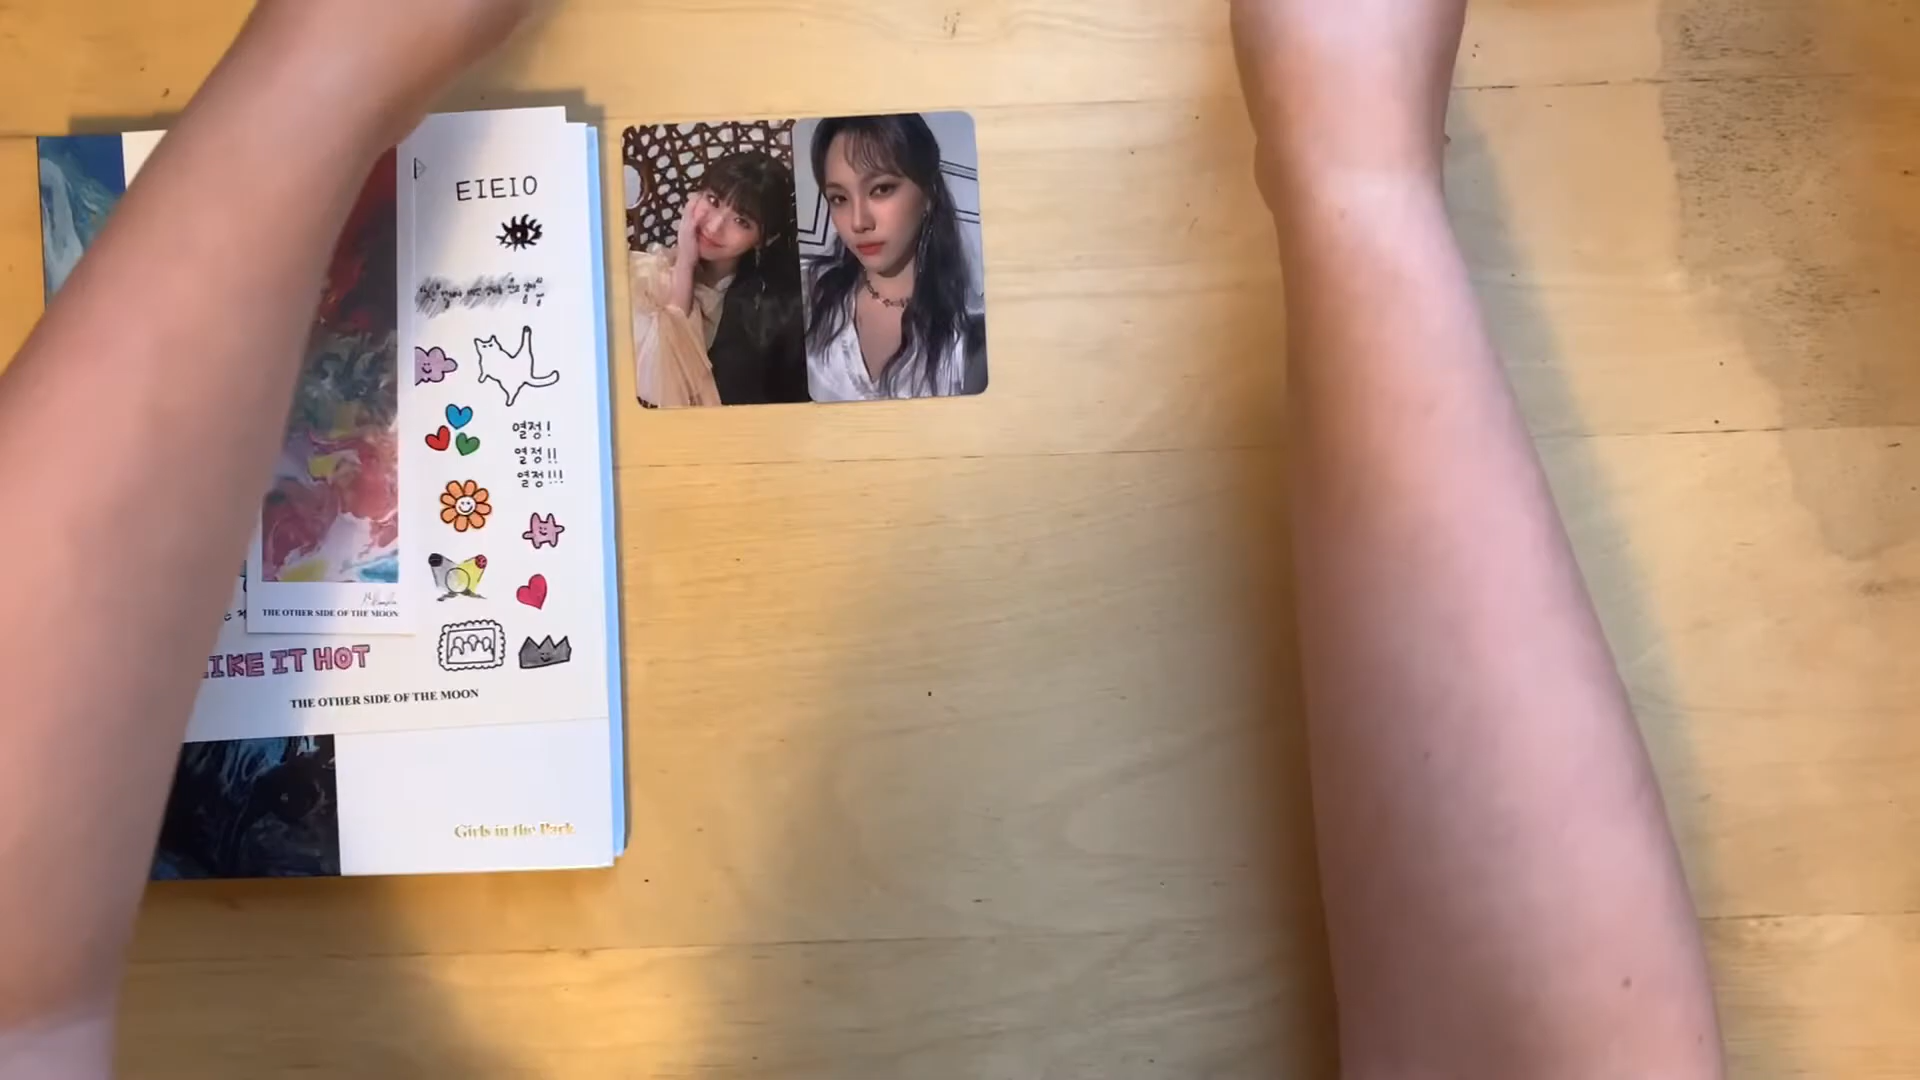 EIEIO
열정!
열정!!
열정!!!
THE OTHER SIDE OF THE MOON
LIKE IT HOT
THE OTHER SIDE OF THE MOON
Girls in the Park